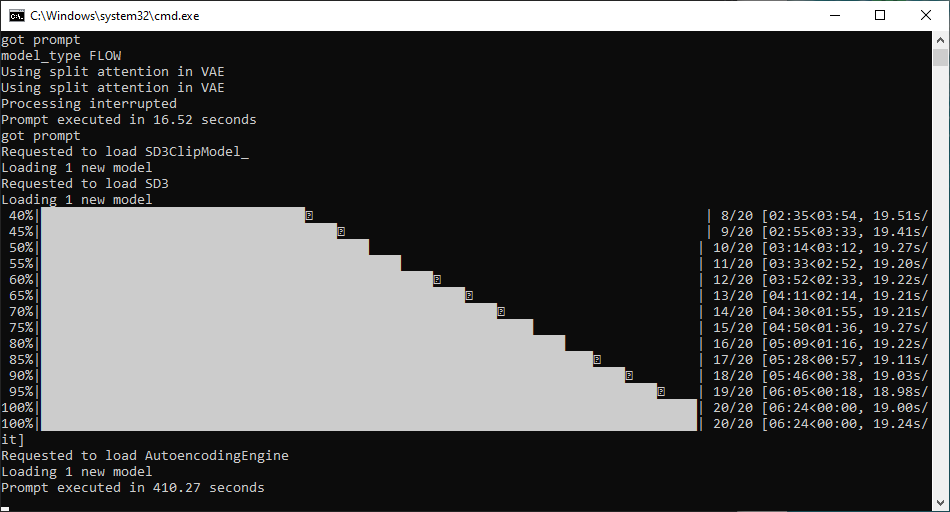 C:\Windows\system32\cmd.exe
got prompt
model_type FLOW
Using split attention in VAE
Using split attention in VAE
Processing interrupted
Prompt executed in 16.52 seconds
got prompt
Requested to load SD3ClipModel_
Loading 1 new model
Requested to load SD3
Loading 1 new model
40%| | 8/20 [02:35<03:54, 19.51s/
45%| | 9/20 [02:55<03:33, 19.41s/
50%| | 10/20 [03:14<03:12, 19.27s/
55%| | 11/20 [03:33<02:52, 19.20s/
60%| | 12/20 [03:52<02:33, 19.22s/
65%| | 13/20 [04:11<02:14, 19.21s/
70%| | 14/20 [04:30<01:55, 19.21s/
75%| | 15/20 [04:50<01:36, 19.27s/
80%| | 16/20 [05:09<01:16, 19.22s/
85%| | 17/20 [05:28<00:57, 19.11s/
90%| | 18/20 [05:46<00:38, 19.03s/
95%| | 19/20 [06:05<00:18, 18.98s/
100%| | 20/20 [06:24<00:00, 19.00s/
100%| | 20/20 [06:24<00:00, 19.24s/
it]
Requested to load AutoencodingEngine
Loading 1 new model
Prompt executed in 410.27 seconds